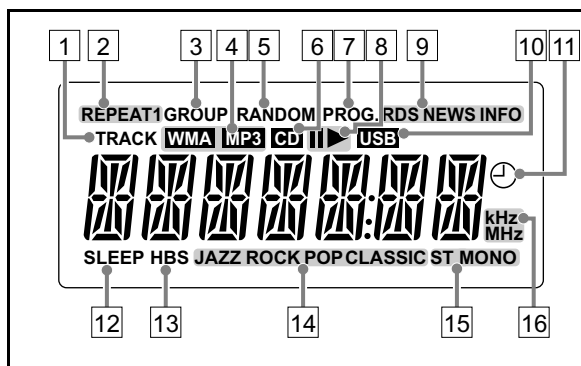 1 2 3 4 5 6 7 8 9 10 11
REPEAT1 GROUP RANDOM PROG. RDS NEWS INFO
TRACK WMA MP3 CD USB
kHz
MHz
SLEEP HBS JAZZ ROCK POP CLASSIC ST MONO
12 13 14 15 16